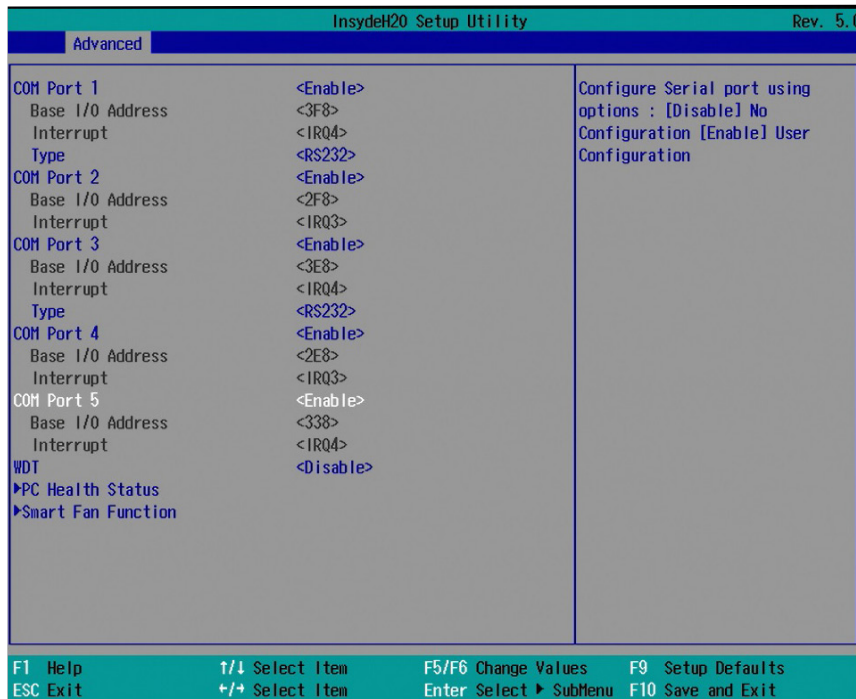 InsydeH20 Setup Utility Rev. 5.0
Advanced
COM Port 1 <Enable>
Base I/O Address <3F8>
Interrupt <IRQ4>
Type <RS232>
COM Port 2 <Enable>
Base I/O Address <2F8>
Interrupt <IRQ3>
COM Port 3 <Enable>
Base I/O Address <3E8>
Interrupt <IRQ4>
Type <RS232>
COM Port 4 <Enable>
Base I/O Address <2E8>
Interrupt <IRQ3>
COM Port 5 <Enable>
Base I/O Address <338>
Interrupt <IRQ4>
WDT <Disable>
▶PC Health Status
▶Smart Fan Function
Configure Serial port using
options : [Disable] No
Configuration [Enable] User
Configuration
F1 Help ↑/↓ Select Item F5/F6 Change Values F9 Setup Defaults
ESC Exit ←/→ Select Item Enter Select ▶ SubMenu F10 Save and Exit